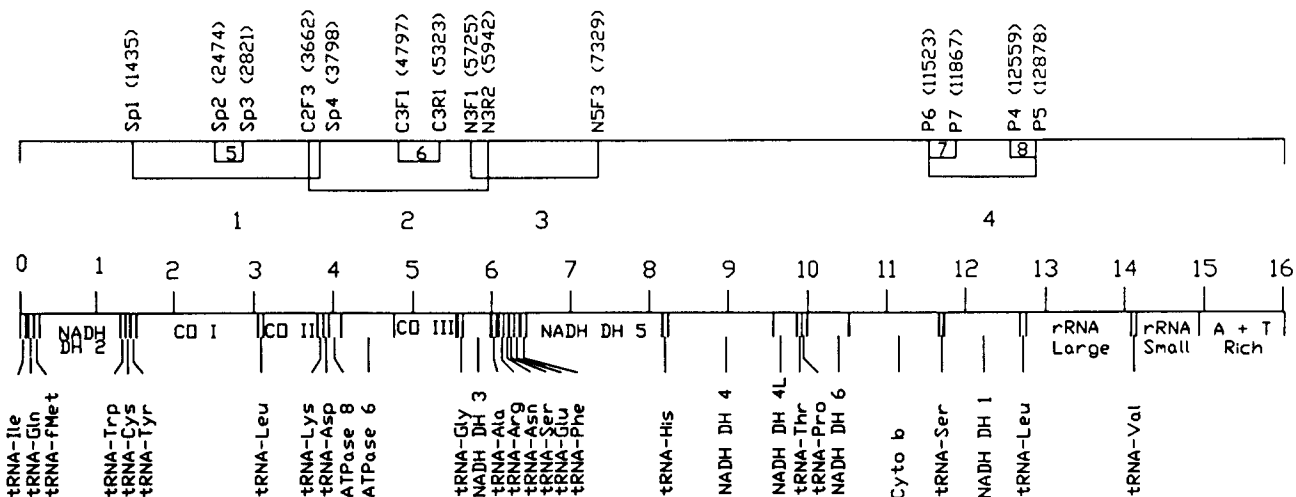 Sp1 (1435)
Sp2 (2474)
Sp3 (2821)
C2F3 (3662)
Sp4 (3798)
C3F1 (4797)
C3R1 (5323)
N3F1 (5725)
N3R2 (5942)
N5F3 (7329)
P6 (11523)
P7 (11867)
P4 (12559)
P5 (12878)
5 6 7 8
1 2 3 4
0 1 2 3 4 5 6 7 8 9 10 11 12 13 14 15 16
NADH
DH 2
CO I
CO II
CO III
NADH DH 5
rRNA
Large
rRNA
Small
A + T
Rich
tRNA-Ile
tRNA-Gln
tRNA-fMet
tRNA-Trp
tRNA-Cys
tRNA-Tyr
tRNA-Leu
tRNA-Lys
tRNA-Asp
ATPase 8
ATPase 6
tRNA-Gly
NADH DH 3
tRNA-Ala
tRNA-Arg
tRNA-Asn
tRNA-Ser
tRNA-Glu
tRNA-Phe
tRNA-His
NADH DH 4
NADH DH 4L
tRNA-Thr
tRNA-Pro
NADH DH 6
Cyto b
tRNA-Ser
NADH DH 1
tRNA-Leu
tRNA-Val